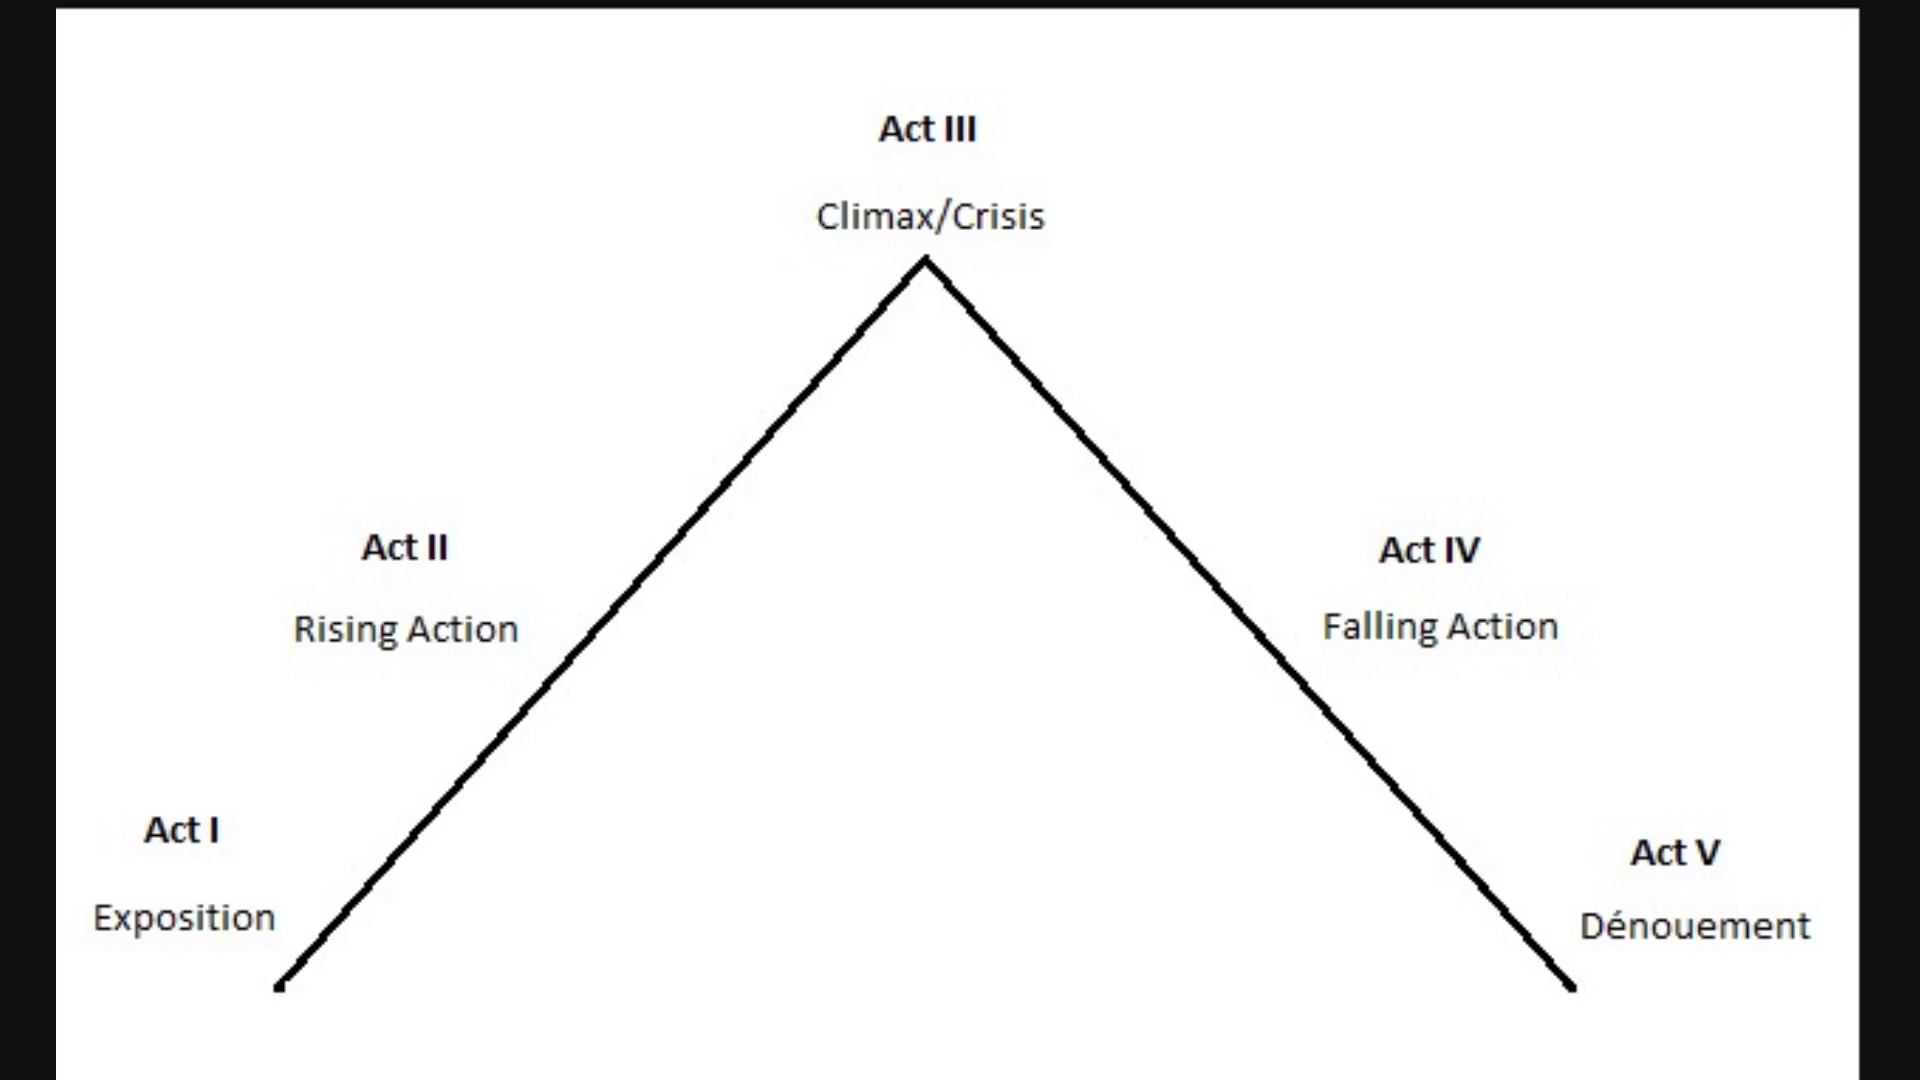 Act III
Climax/Crisis
Act II
Rising Action
Act IV
Falling Action
Act I
Exposition
Act V
Dénouement